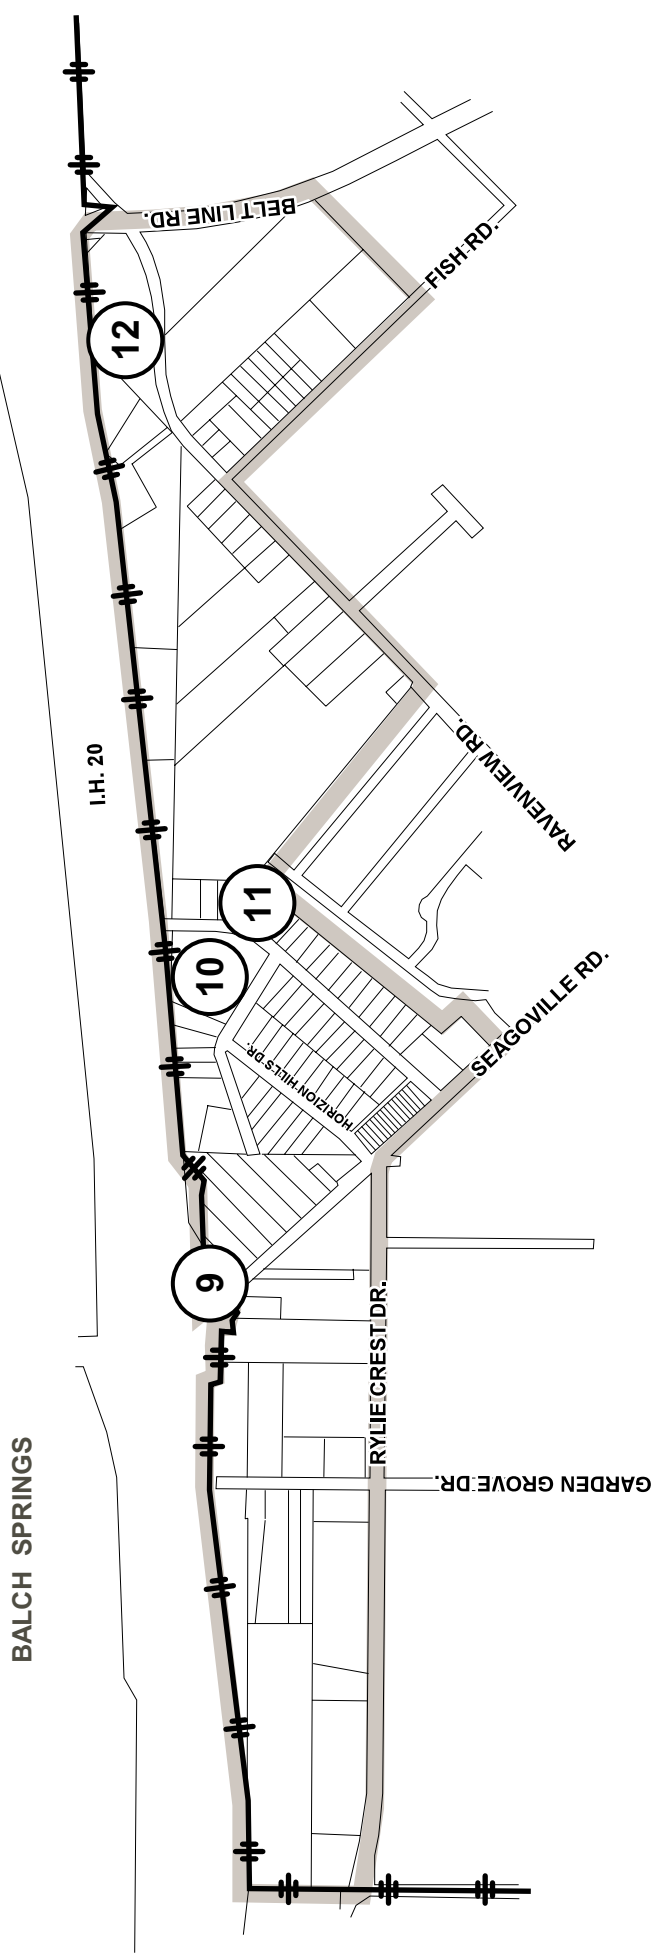 BELT LINE RD.
FISH RD.
12
I.H. 20
RAVENVIEW RD.
11
10
SEAGOVILLE RD.
HORIZION HILLS DR.
9
RYLIE CREST DR.
GARDEN GROVE DR.
BALCH SPRINGS